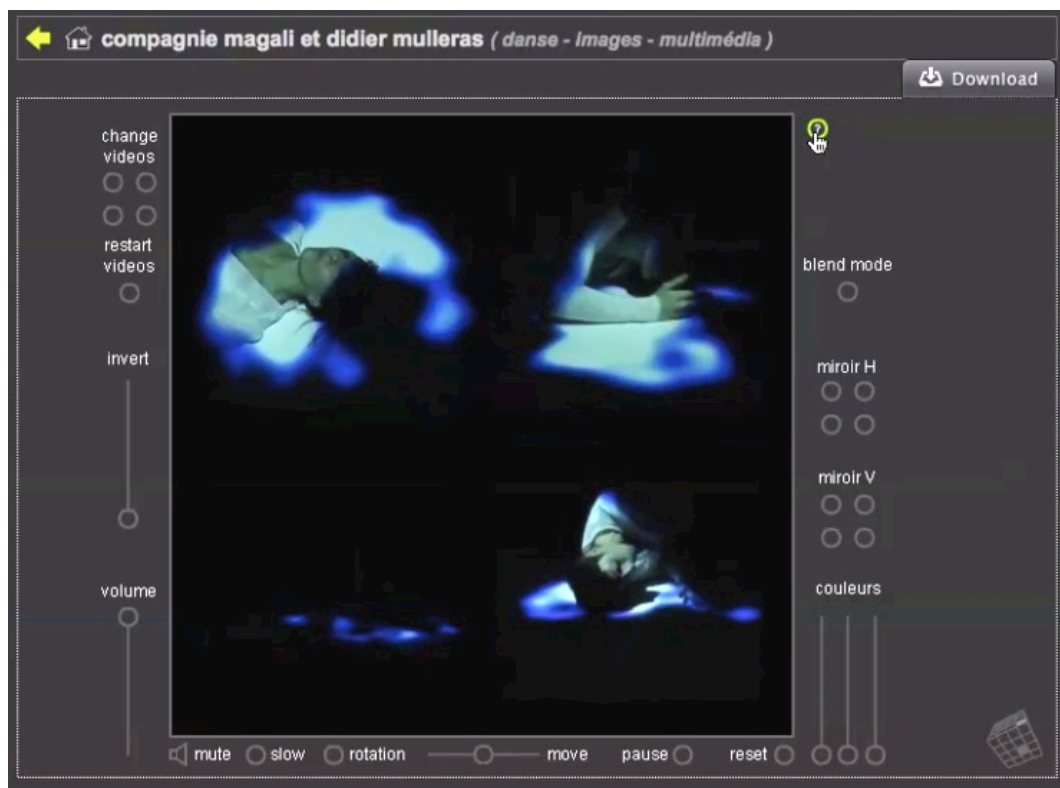 compagnie magali et didier mulleras ( danse - Images - multimédia )
Download
change
videos
restart
videos
invert
volume
?
blend mode
miroir H
miroir V
couleurs
mute
slow
rotation
move
pause
reset